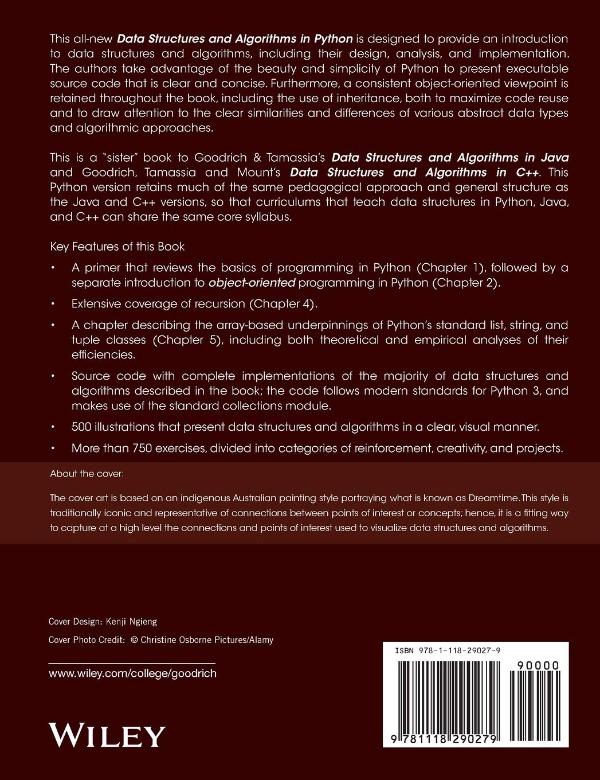 This all-new Data Structures and Algorithms in Python is designed to provide an introduction
to data structures and algorithms, including their design, analysis, and implementation.
The authors take advantage of the beauty and simplicity of Python to present executable
source code that is clear and concise. Furthermore, a consistent object-oriented viewpoint is
retained throughout the book, including the use of inheritance, both to maximize code reuse
and to draw attention to the clear similarities and differences of various abstract data types
and algorithmic approaches.
This is a "sister" book to Goodrich & Tamassia's Data Structures and Algorithms in Java
and Goodrich, Tamassia and Mount's Data Structures and Algorithms in C++. This
Python version retains much of the same pedagogical approach and general structure as
the Java and C++ versions, so that curriculums that teach data structures in Python, Java,
and C++ can share the same core syllabus.
Key Features of this Book
• A primer that reviews the basics of programming in Python (Chapter 1), followed by a
separate introduction to object-oriented programming in Python (Chapter 2).
• Extensive coverage of recursion (Chapter 4).
• A chapter describing the array-based underpinnings of Python's standard list, string, and
tuple classes (Chapter 5), including both theoretical and empirical analyses of their
efficiencies.
• Source code with complete implementations of the majority of data structures and
algorithms described in the book; the code follows modern standards for Python 3, and
makes use of the standard collections module.
• 500 illustrations that present data structures and algorithms in a clear, visual manner.
• More than 750 exercises, divided into categories of reinforcement, creativity, and projects.
About the cover:
The cover art is based on an indigenous Australian painting style portraying what is known as Dreamtime. This style is
traditionally iconic and representative of connections between points of interest or concepts; hence, it is a fitting way
to capture at a high level the connections and points of interest used to visualize data structures and algorithms.
Cover Design: Kenji Ngieng
Cover Photo Credit: © Christine Osborne Pictures/Alamy
www.wiley.com/college/goodrich
WILEY
ISBN 978-1-118-29027-9
90000
9 781118 290279